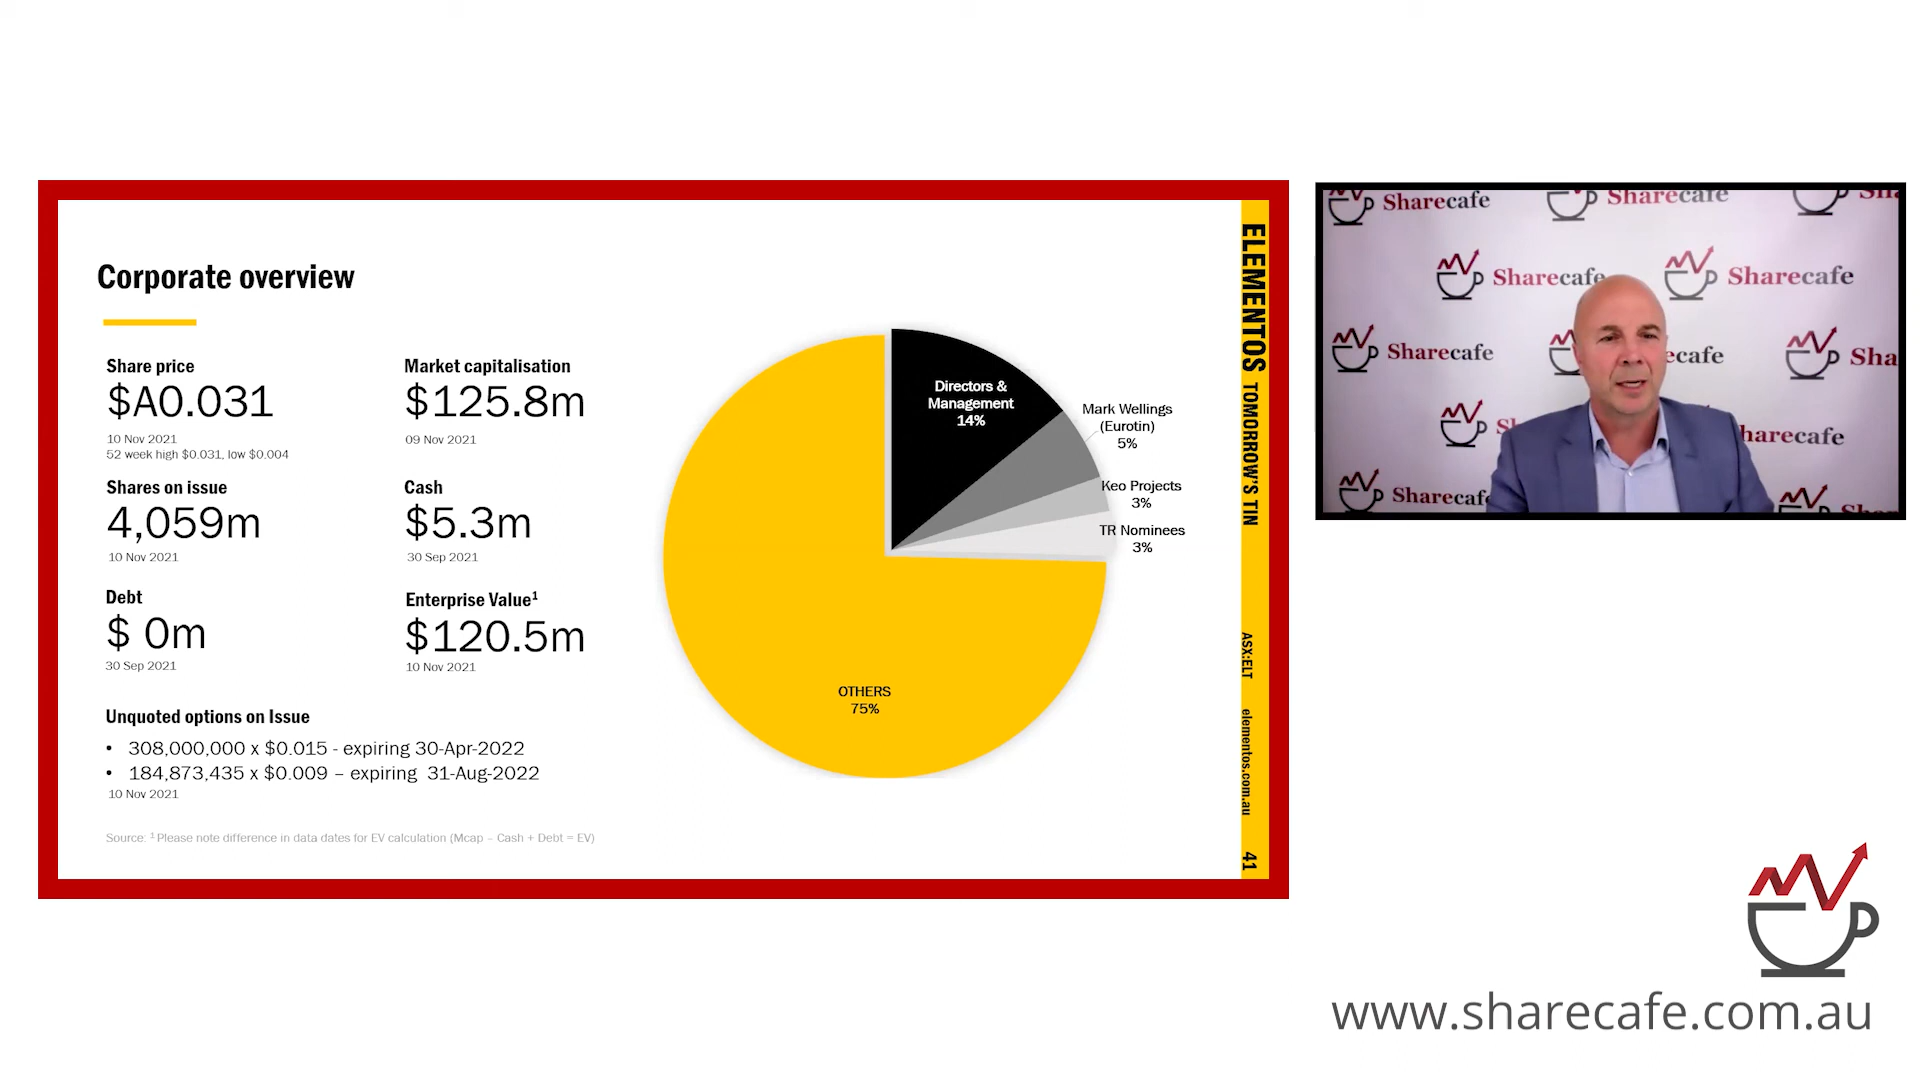 Corporate overview
Share price
$A0.031
10 Nov 2021
52 week high $0.031, low $0.004
Market capitalisation
$125.8m
09 Nov 2021
Shares on issue
4,059m
10 Nov 2021
Cash
$5.3m
30 Sep 2021
Debt
$ 0m
30 Sep 2021
Enterprise Value¹
$120.5m
10 Nov 2021
Unquoted options on Issue
• 308,000,000 x $0.015 - expiring 30-Apr-2022
• 184,873,435 x $0.009 – expiring 31-Aug-2022
10 Nov 2021
Source: ¹ Please note difference in data dates for EV calculation (Mcap – Cash + Debt = EV)
Directors &
Management
14%
Mark Wellings
(Eurotin)
5%
Keo Projects
3%
TR Nominees
3%
OTHERS
75%
ELEMENTOS TOMORROW'S TIN
ASX:ELT
elementos.com.au
41
Sharecafe
Sharecafe
Sha
Sharecafe
Sharecafe
Sharecafe
ecafe
Sha
S
harecafe
Sharecaf
Sharec
www.sharecafe.com.au